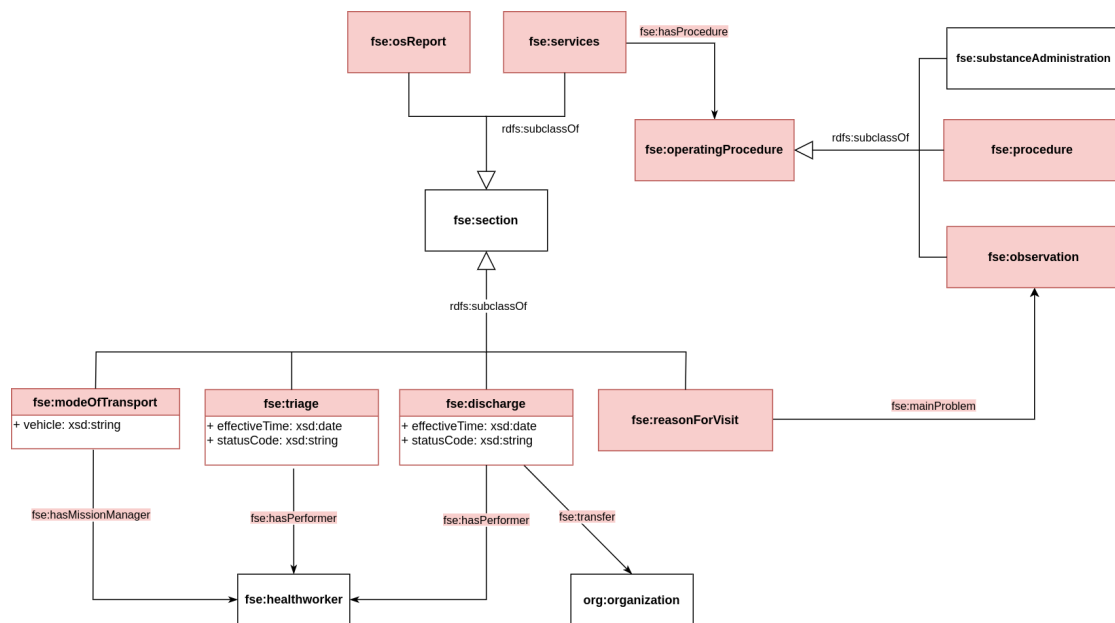 fse:osReport
fse:services
fse:hasProcedure
fse:substanceAdministration
rdfs:subclassOf
fse:operatingProcedure
rdfs:subclassOf
fse:procedure
fse:section
fse:observation
rdfs:subclassOf
fse:modeOfTransport
+ vehicle: xsd:string
fse:triage
+ effectiveTime: xsd:date
+ statusCode: xsd:string
fse:discharge
+ effectiveTime: xsd:date
+ statusCode: xsd:string
fse:reasonForVisit
fse:mainProblem
fse:hasMissionManager
fse:hasPerformer
fse:hasPerformer
fse:transfer
fse:healthworker
org:organization